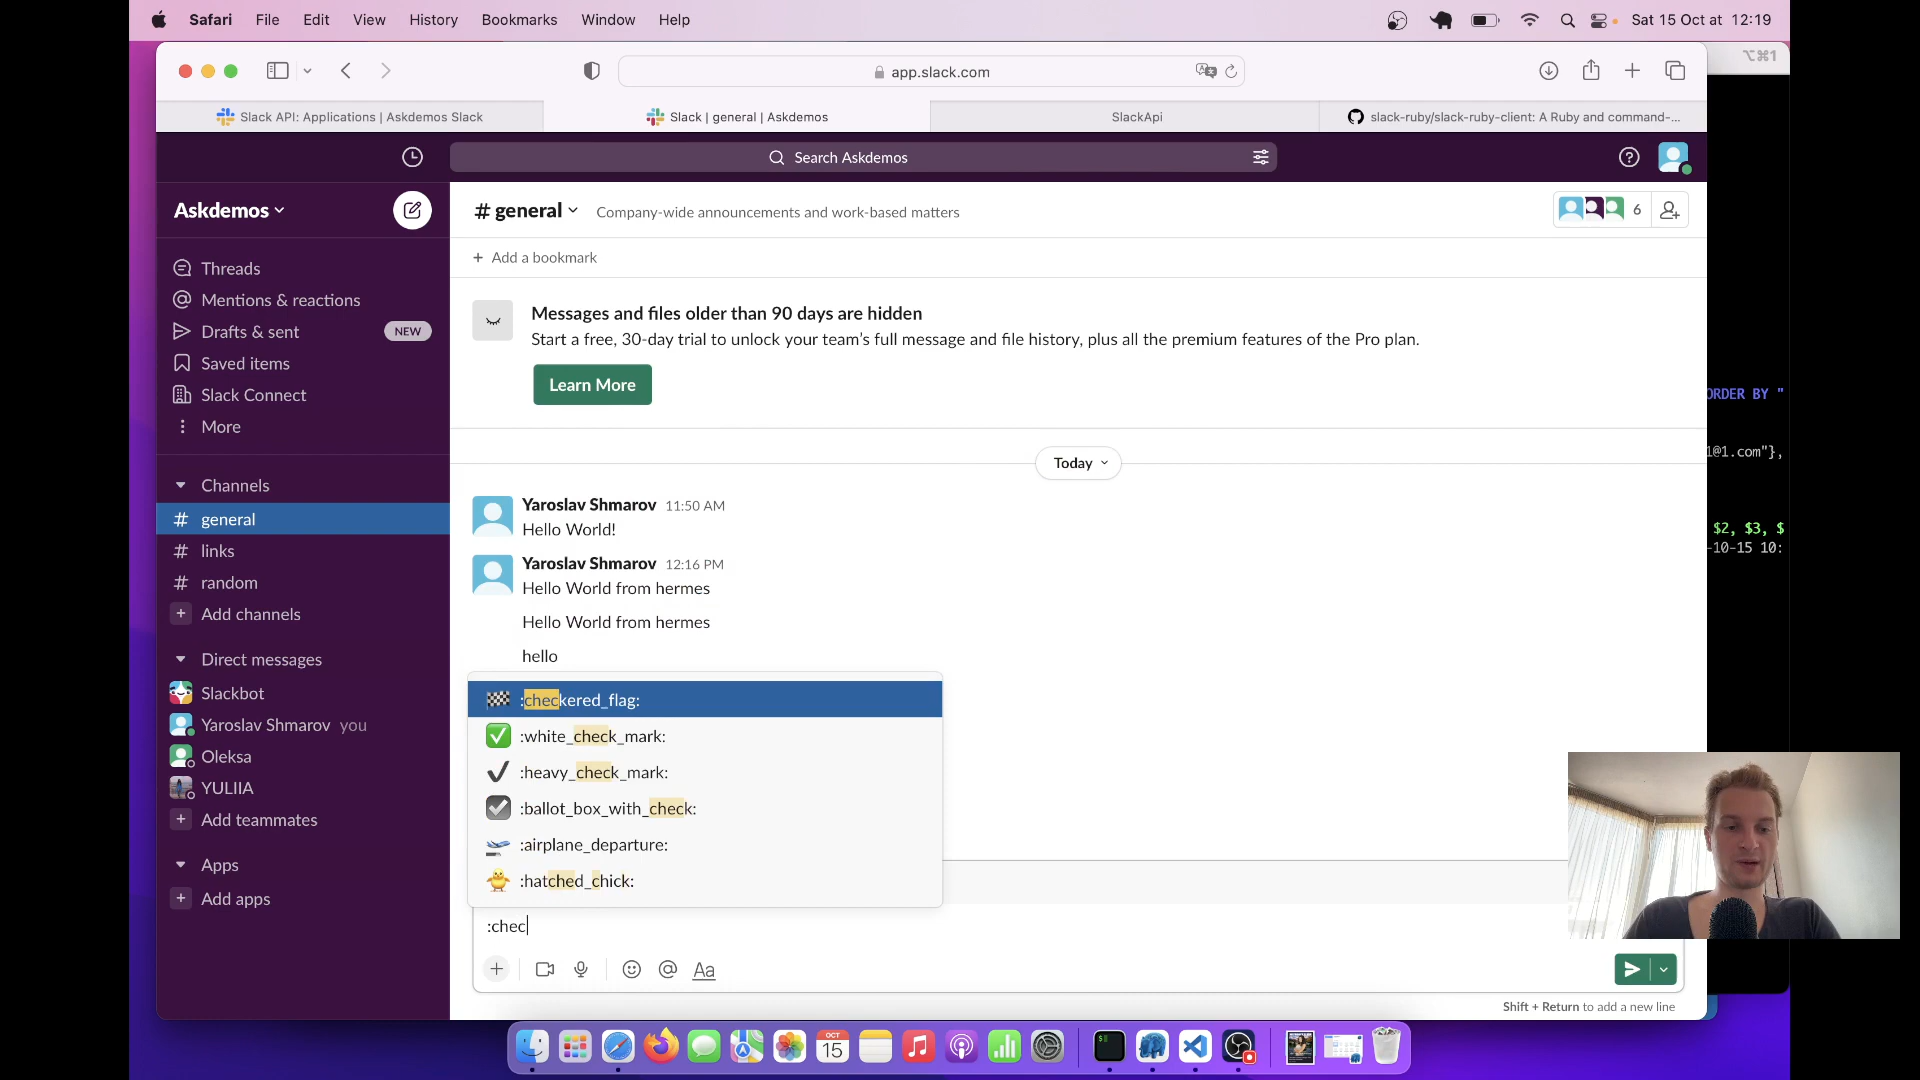 Safari File Edit View History Bookmarks Window Help
Sat 15 Oct at 12:19
⌥⌘1
app.slack.com
Slack API: Applications | Askdemos Slack
Slack | general | Askdemos
SlackApi
slack-ruby/slack-ruby-client: A Ruby and command-...
Search Askdemos
Askdemos
# general
Company-wide announcements and work-based matters
6
+ Add a bookmark
Threads
Mentions & reactions
Drafts & sent NEW
Saved items
Slack Connect
More
Messages and files older than 90 days are hidden
Start a free, 30-day trial to unlock your team's full message and file history, plus all the premium features of the Pro plan.
Learn More
ORDER BY "
1@1.com"},
$2, $3, $
-10-15 10:
Today
Channels
# general
# links
# random
+ Add channels
Direct messages
Slackbot
Yaroslav Shmarov you
Oleksa
YULIIA
+ Add teammates
Apps
+ Add apps
Yaroslav Shmarov 11:50 AM
Hello World!
Yaroslav Shmarov 12:16 PM
Hello World from hermes
Hello World from hermes
hello
:checkered_flag:
:white_check_mark:
:heavy_check_mark:
:ballot_box_with_check:
:airplane_departure:
:hatched_chick:
:chec
Aa
Shift + Return to add a new line
OCT
15